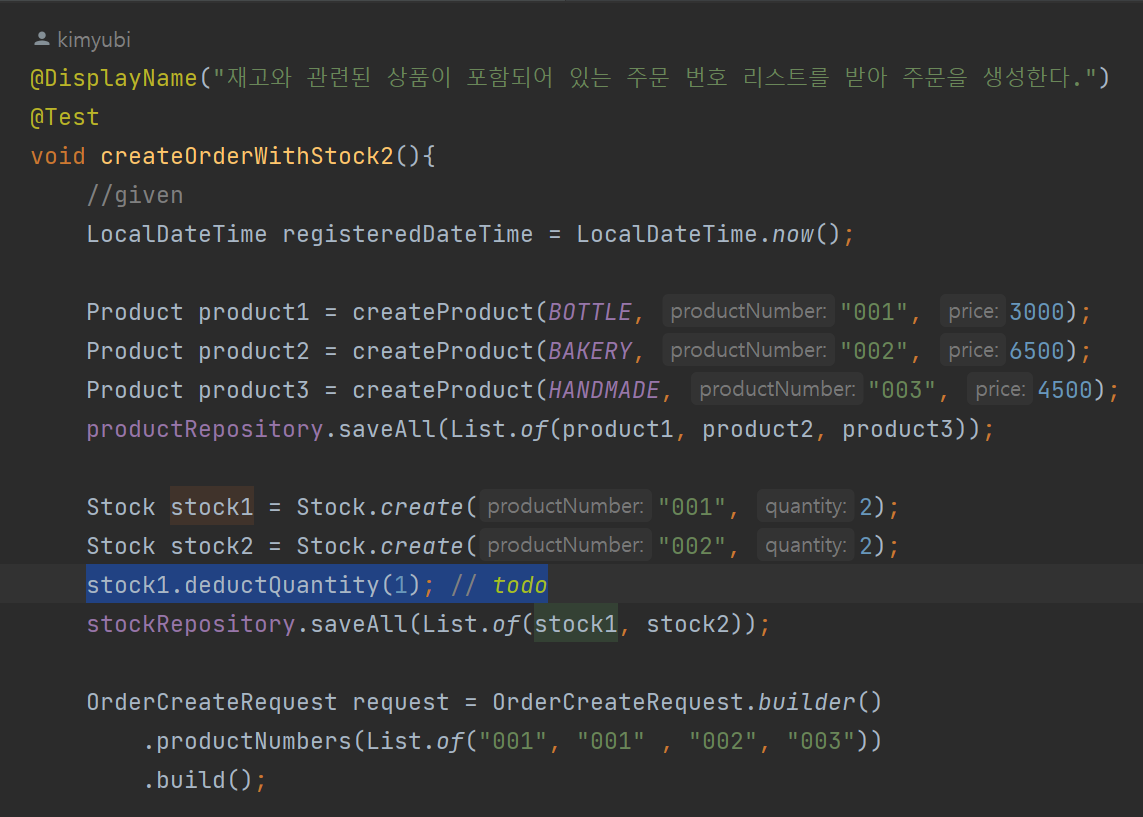 kimyubi
@DisplayName("재고와 관련된 상품이 포함되어 있는 주문 번호 리스트를 받아 주문을 생성한다.")
@Test
void createOrderWithStock2(){
//given
LocalDateTime registeredDateTime = LocalDateTime.now();
Product product1 = createProduct(BOTTLE, productNumber: "001", price: 3000);
Product product2 = createProduct(BAKERY, productNumber: "002", price: 6500);
Product product3 = createProduct(HANDMADE, productNumber: "003", price: 4500);
productRepository.saveAll(List.of(product1, product2, product3));
Stock stock1 = Stock.create( productNumber: "001", quantity: 2);
Stock stock2 = Stock.create( productNumber: "002", quantity: 2);
stock1.deductQuantity(1); // todo
stockRepository.saveAll(List.of(stock1, stock2));
OrderCreateRequest request = OrderCreateRequest.builder()
.productNumbers(List.of("001", "001" , "002", "003"))
.build();